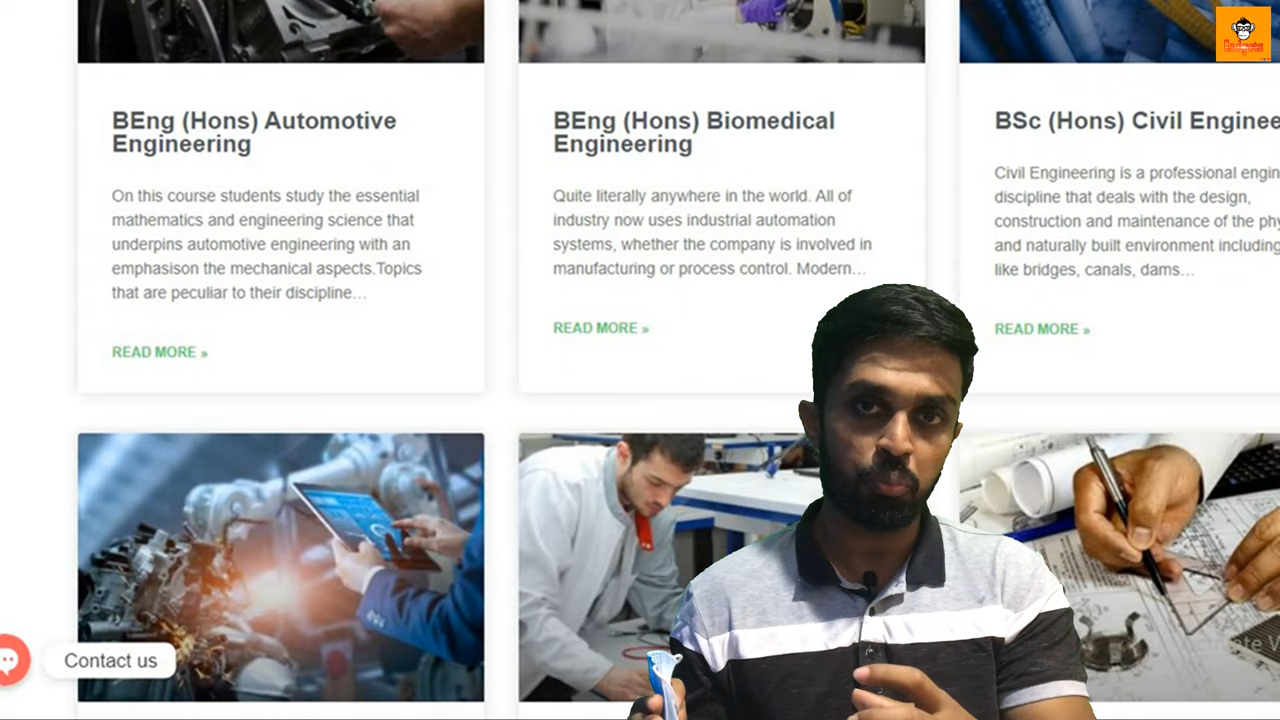 Gadgets
BEng (Hons) Automotive
Engineering
On this course students study the essential
mathematics and engineering science that
underpins automotive engineering with an
emphasison the mechanical aspects.Topics
that are peculiar to their discipline...
READ MORE »
BEng (Hons) Biomedical
Engineering
Quite literally anywhere in the world. All of
industry now uses industrial automation
systems, whether the company is involved in
manufacturing or process control. Modern...
READ MORE »
BSc (Hons) Civil Enginee
Civil Engineering is a professional engin
discipline that deals with the design,
construction and maintenance of the phy
and naturally built environment including
like bridges, canals, dams...
READ MORE »
Contact us